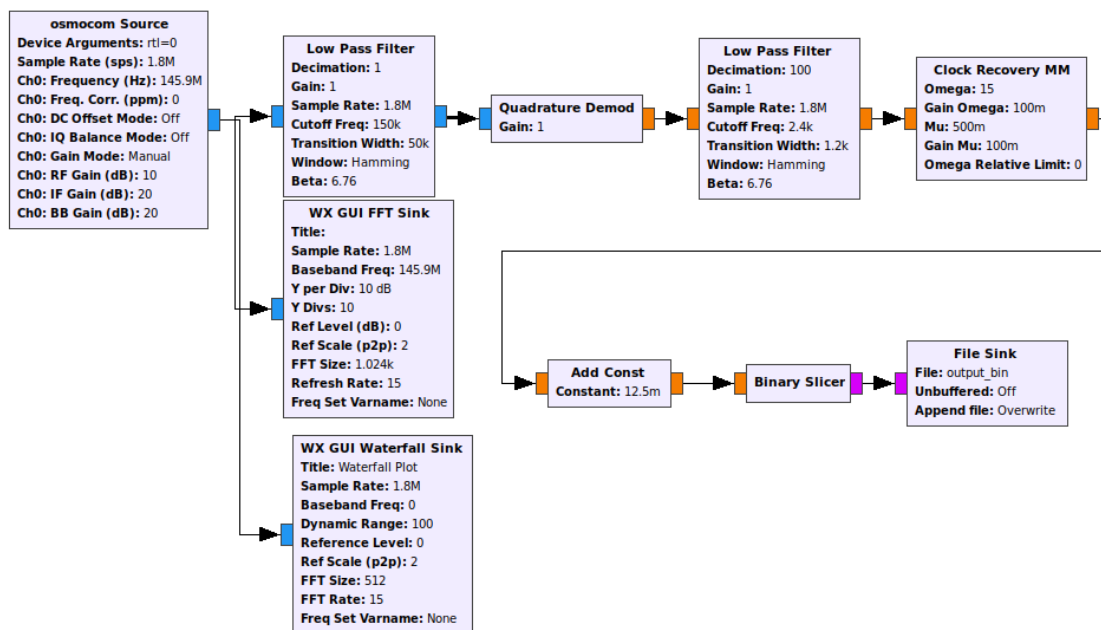 osmocom Source
Device Arguments: rtl=0
Sample Rate (sps): 1.8M
Ch0: Frequency (Hz): 145.9M
Ch0: Freq. Corr. (ppm): 0
Ch0: DC Offset Mode: Off
Ch0: IQ Balance Mode: Off
Ch0: Gain Mode: Manual
Ch0: RF Gain (dB): 10
Ch0: IF Gain (dB): 20
Ch0: BB Gain (dB): 20
Low Pass Filter
Decimation: 1
Gain: 1
Sample Rate: 1.8M
Cutoff Freq: 150k
Transition Width: 50k
Window: Hamming
Beta: 6.76
Quadrature Demod
Gain: 1
Low Pass Filter
Decimation: 100
Gain: 1
Sample Rate: 1.8M
Cutoff Freq: 2.4k
Transition Width: 1.2k
Window: Hamming
Beta: 6.76
Clock Recovery MM
Omega: 15
Gain Omega: 100m
Mu: 500m
Gain Mu: 100m
Omega Relative Limit: 0
WX GUI FFT Sink
Title:
Sample Rate: 1.8M
Baseband Freq: 145.9M
Y per Div: 10 dB
Y Divs: 10
Ref Level (dB): 0
Ref Scale (p2p): 2
FFT Size: 1.024k
Refresh Rate: 15
Freq Set Varname: None
Add Const
Constant: 12.5m
Binary Slicer
File Sink
File: output_bin
Unbuffered: Off
Append file: Overwrite
WX GUI Waterfall Sink
Title: Waterfall Plot
Sample Rate: 1.8M
Baseband Freq: 0
Dynamic Range: 100
Reference Level: 0
Ref Scale (p2p): 2
FFT Size: 512
FFT Rate: 15
Freq Set Varname: None